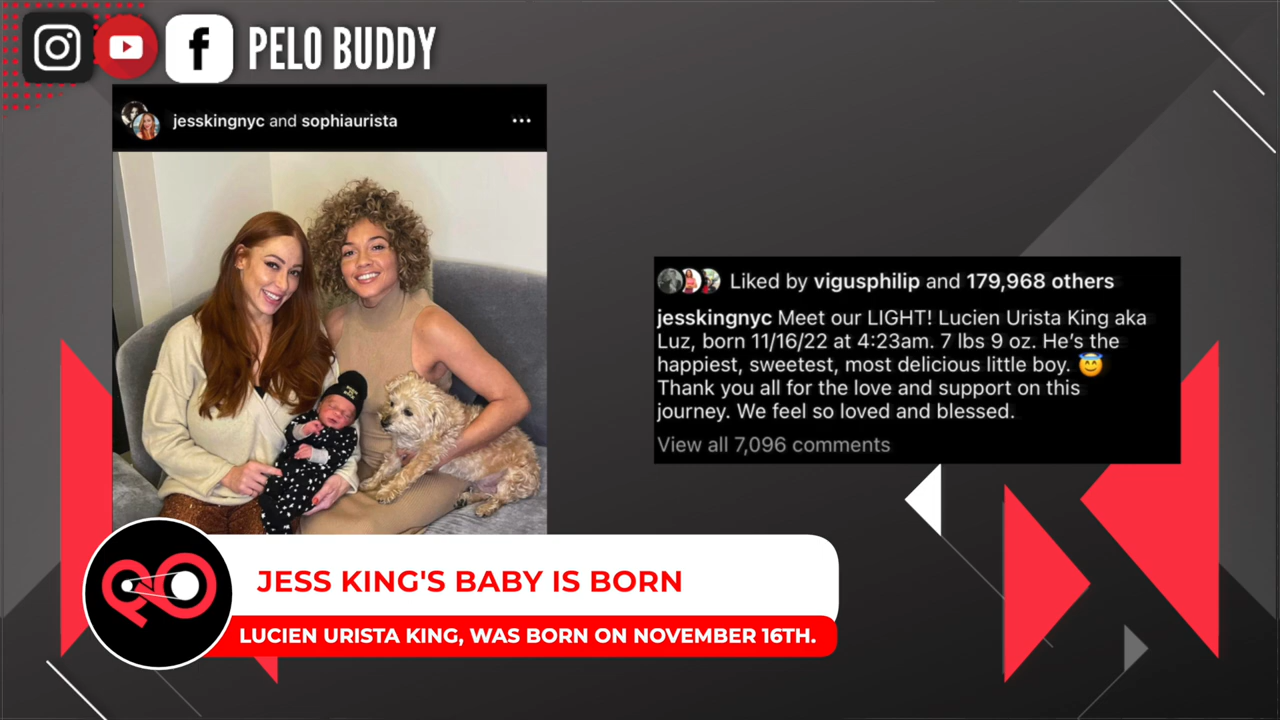 PELO BUDDY
jesskingnyc and sophiaurista
Liked by vigusphilip and 179,968 others
jesskingnyc Meet our LIGHT! Lucien Urista King aka
Luz, born 11/16/22 at 4:23am. 7 lbs 9 oz. He's the
happiest, sweetest, most delicious little boy. 😇
Thank you all for the love and support on this
journey. We feel so loved and blessed.
View all 7,096 comments
JESS KING'S BABY IS BORN
LUCIEN URISTA KING, WAS BORN ON NOVEMBER 16TH.